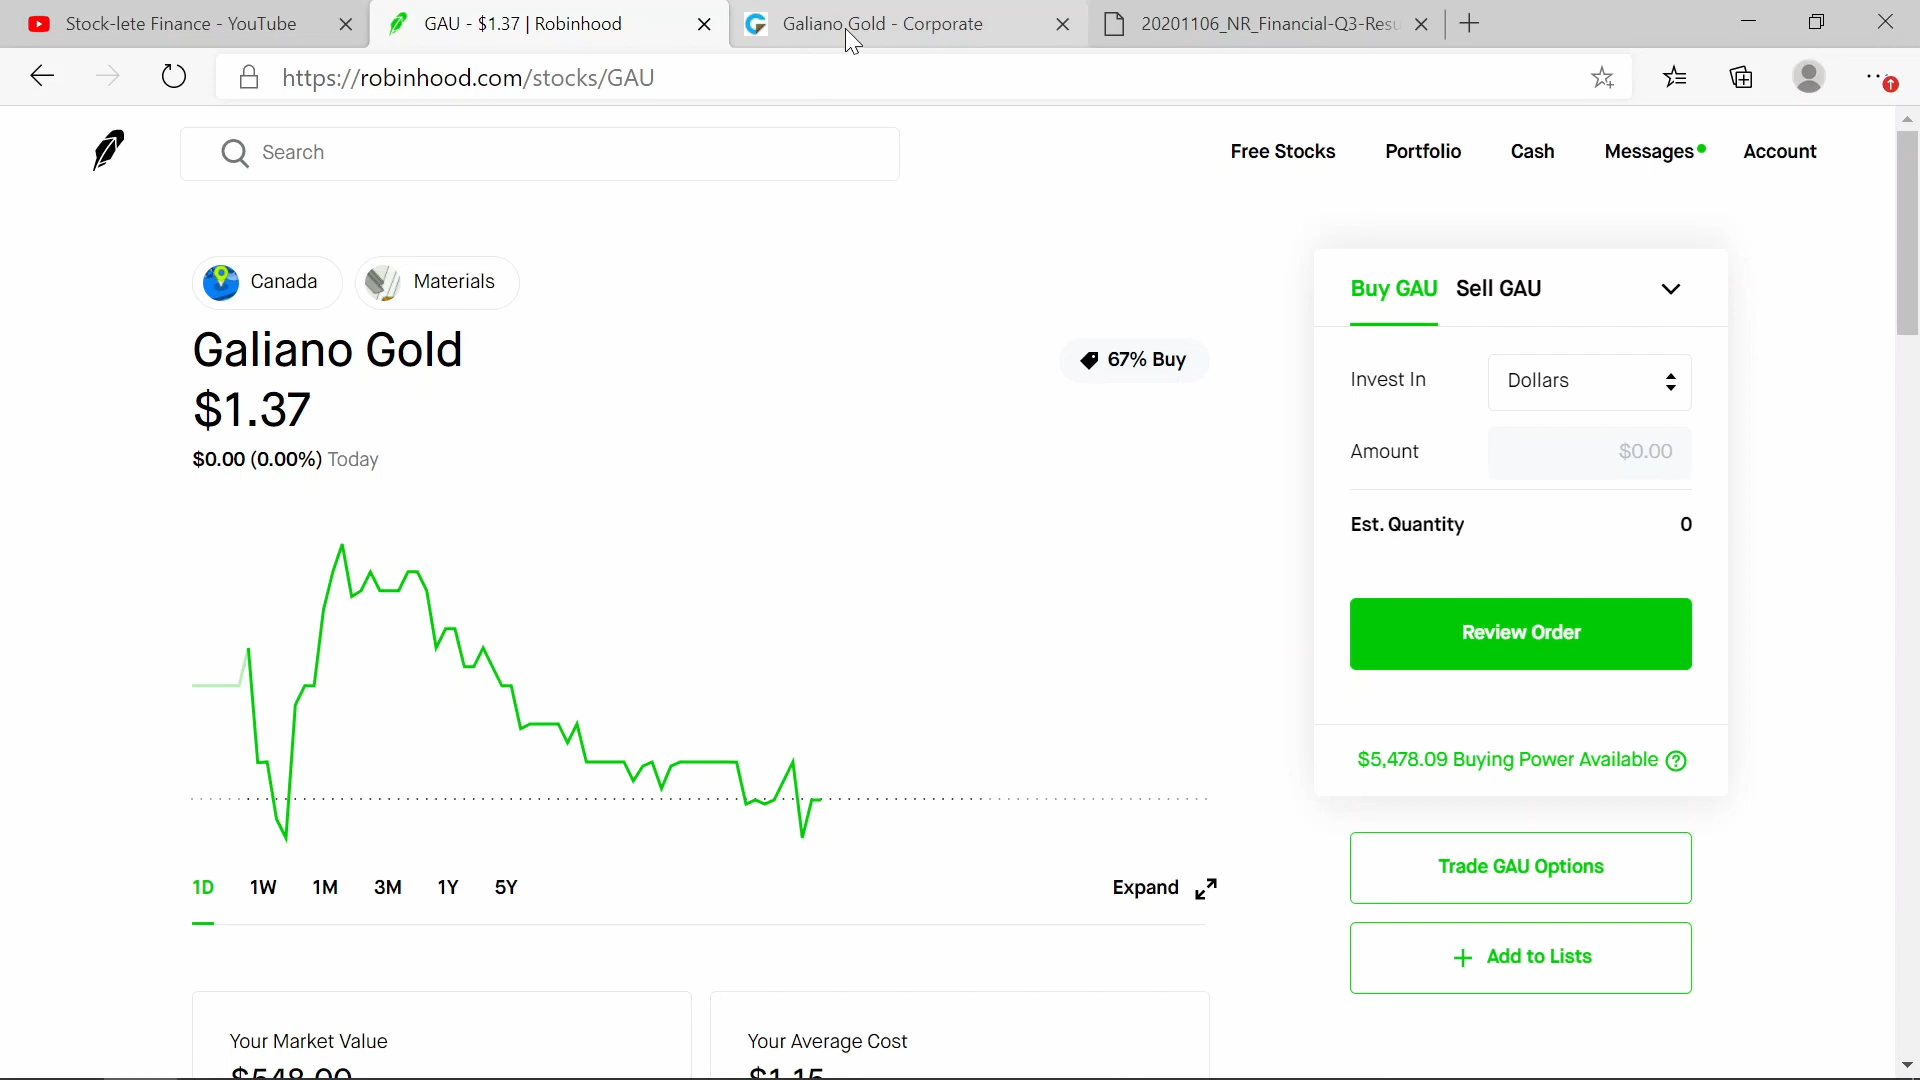 Stock-lete Finance - YouTube
GAU - $1.37 | Robinhood
Galiano Gold - Corporate
20201106_NR_Financial-Q3-Resu
https://robinhood.com/stocks/GAU
Search
Free Stocks
Portfolio
Cash
Messages
Account
Canada
Materials
Galiano Gold
$1.37
$0.00 (0.00%) Today
67% Buy
1D
1W
1M
3M
1Y
5Y
Expand
Your Market Value
$548.00
Your Average Cost
$1.15
Buy GAU
Sell GAU
Invest In
Dollars
Amount
$0.00
Est. Quantity
0
Review Order
$5,478.09 Buying Power Available
Trade GAU Options
+ Add to Lists